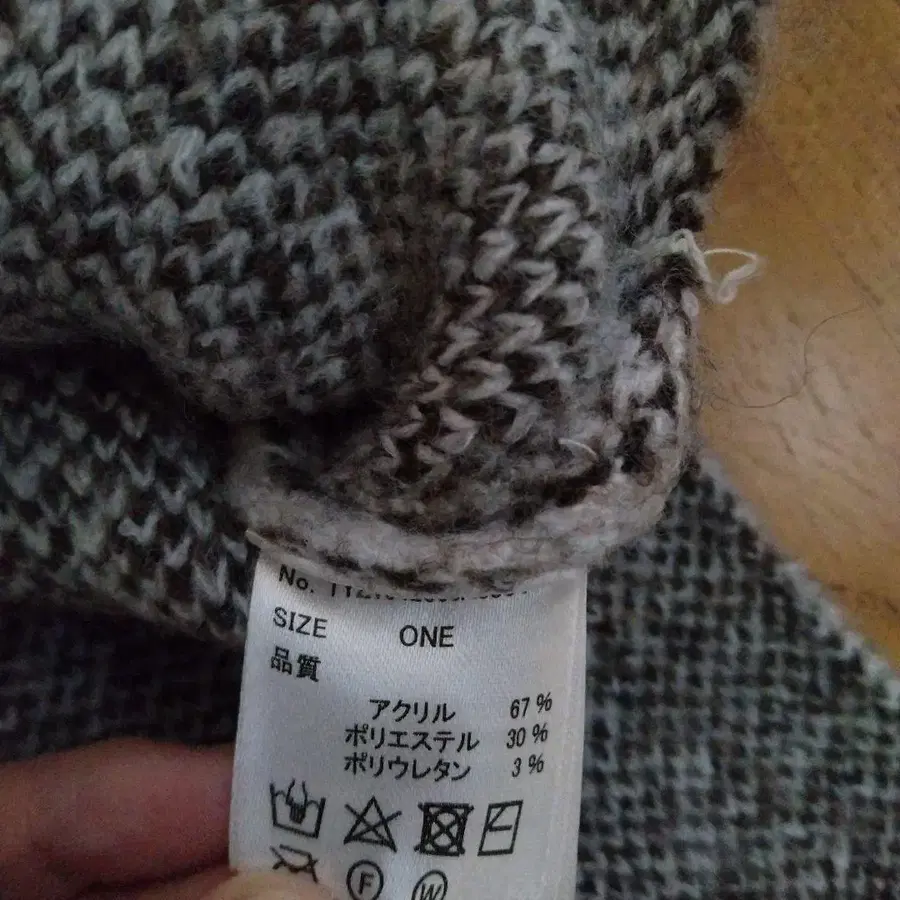 No.
SIZE ONE
品質
アクリル 67%
ポリエステル 30%
ポリウレタン 3%
F W